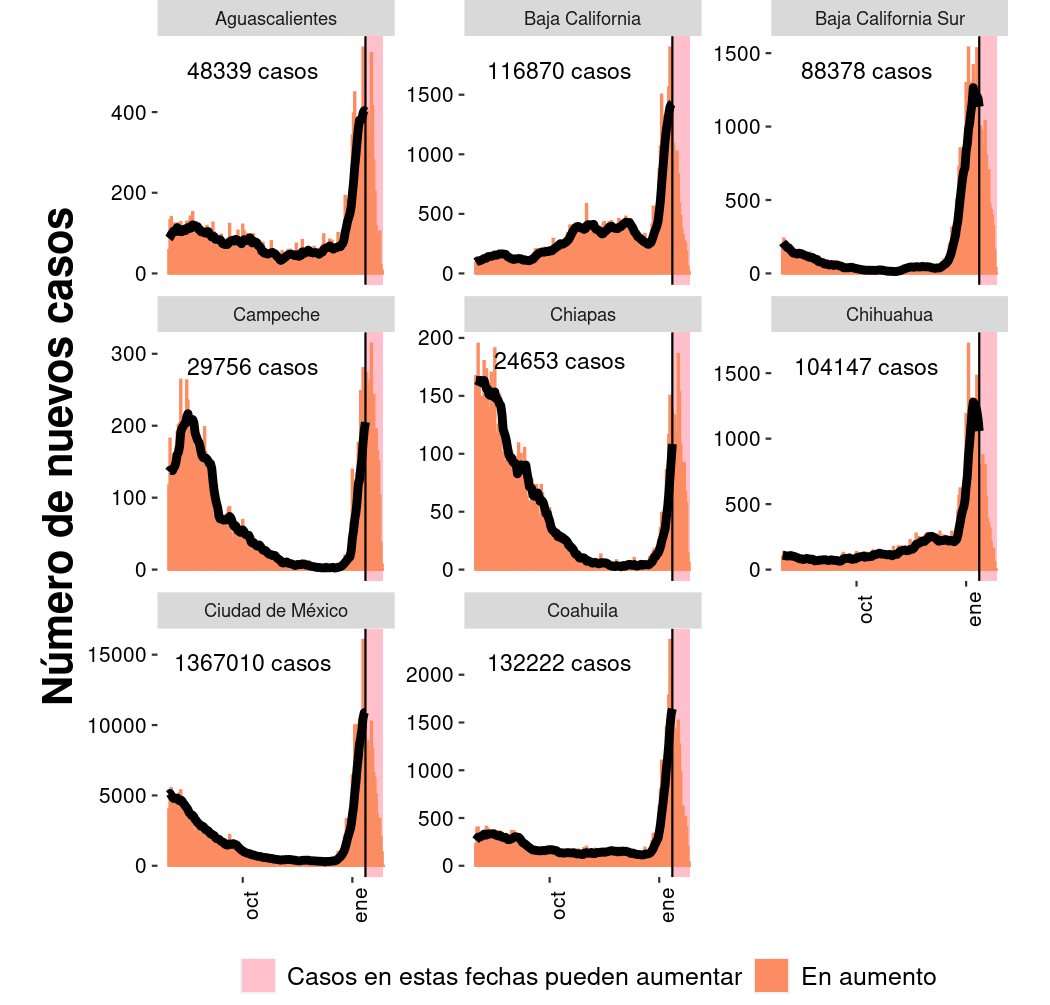 Número de nuevos casos
Aguascalientes
48339 casos
400
200
0
Baja California
116870 casos
1500
1000
500
0
Baja California Sur
88378 casos
1500
1000
500
0
Campeche
29756 casos
300
200
100
0
Chiapas
24653 casos
200
150
100
50
0
Chihuahua
104147 casos
1500
1000
500
0
oct
ene
Ciudad de México
1367010 casos
15000
10000
5000
0
oct
ene
Coahuila
132222 casos
2000
1500
1000
500
0
oct
ene
Casos en estas fechas pueden aumentar
En aumento